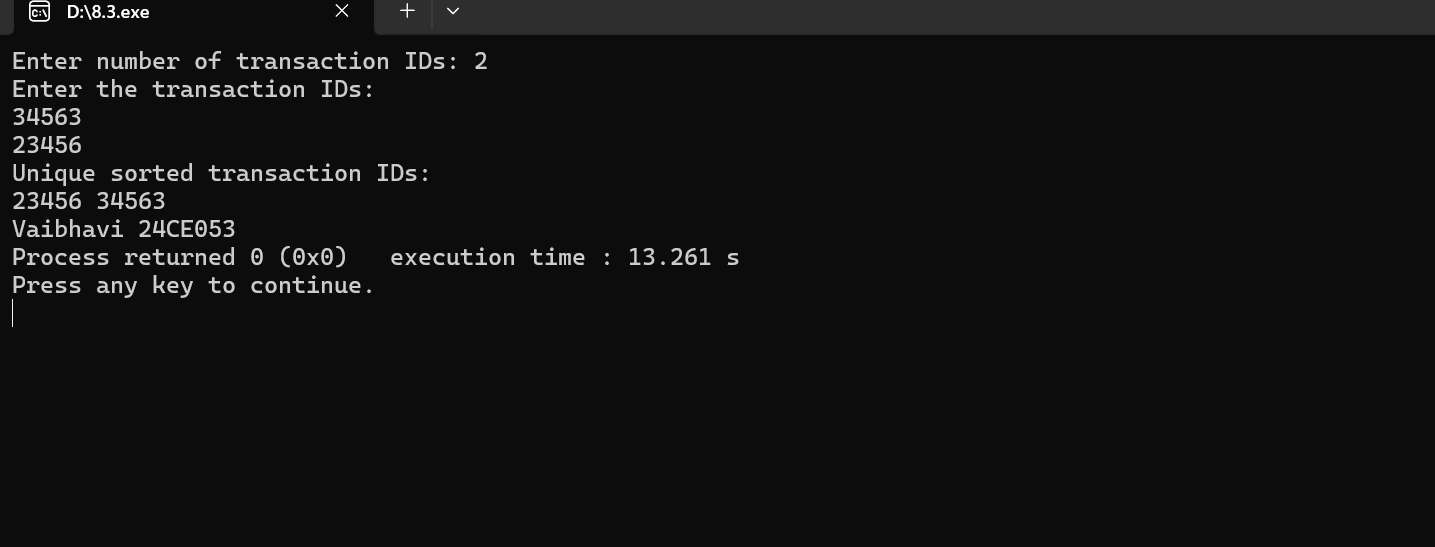 D:\8.3.exe
Enter number of transaction IDs: 2
Enter the transaction IDs:
34563
23456
Unique sorted transaction IDs:
23456 34563
Vaibhavi 24CE053
Process returned 0 (0x0)   execution time : 13.261 s
Press any key to continue.